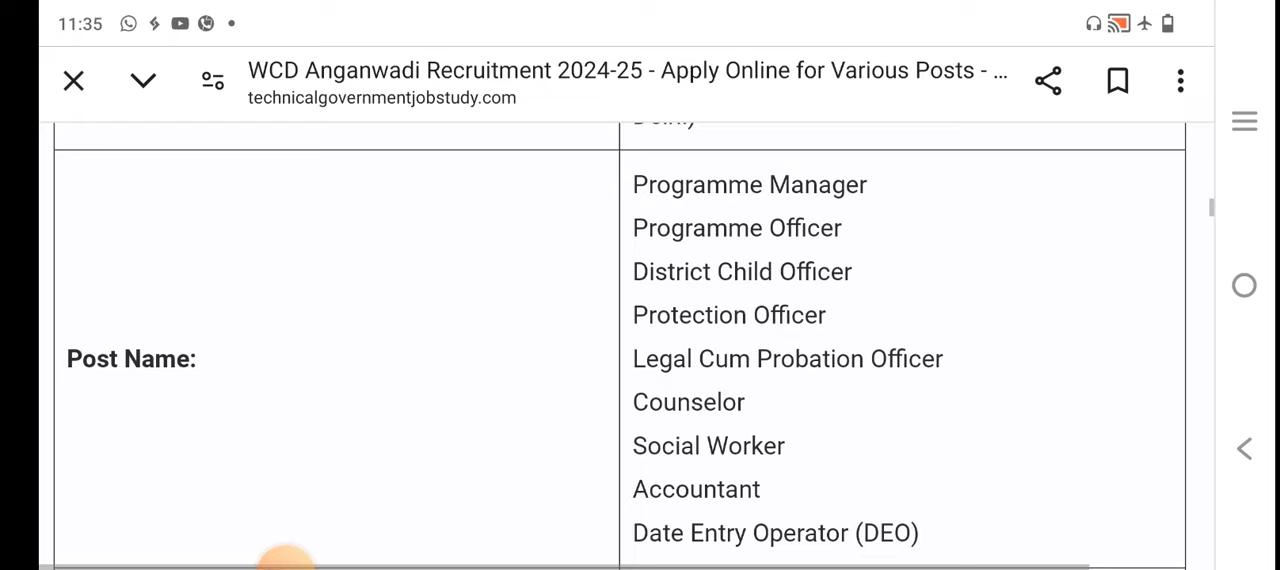 11:35
WCD Anganwadi Recruitment 2024-25 - Apply Online for Various Posts - ...
technicalgovernmentjobstudy.com
Programme Manager
Programme Officer
District Child Officer
Protection Officer
Post Name:
Legal Cum Probation Officer
Counselor
Social Worker
Accountant
Date Entry Operator (DEO)